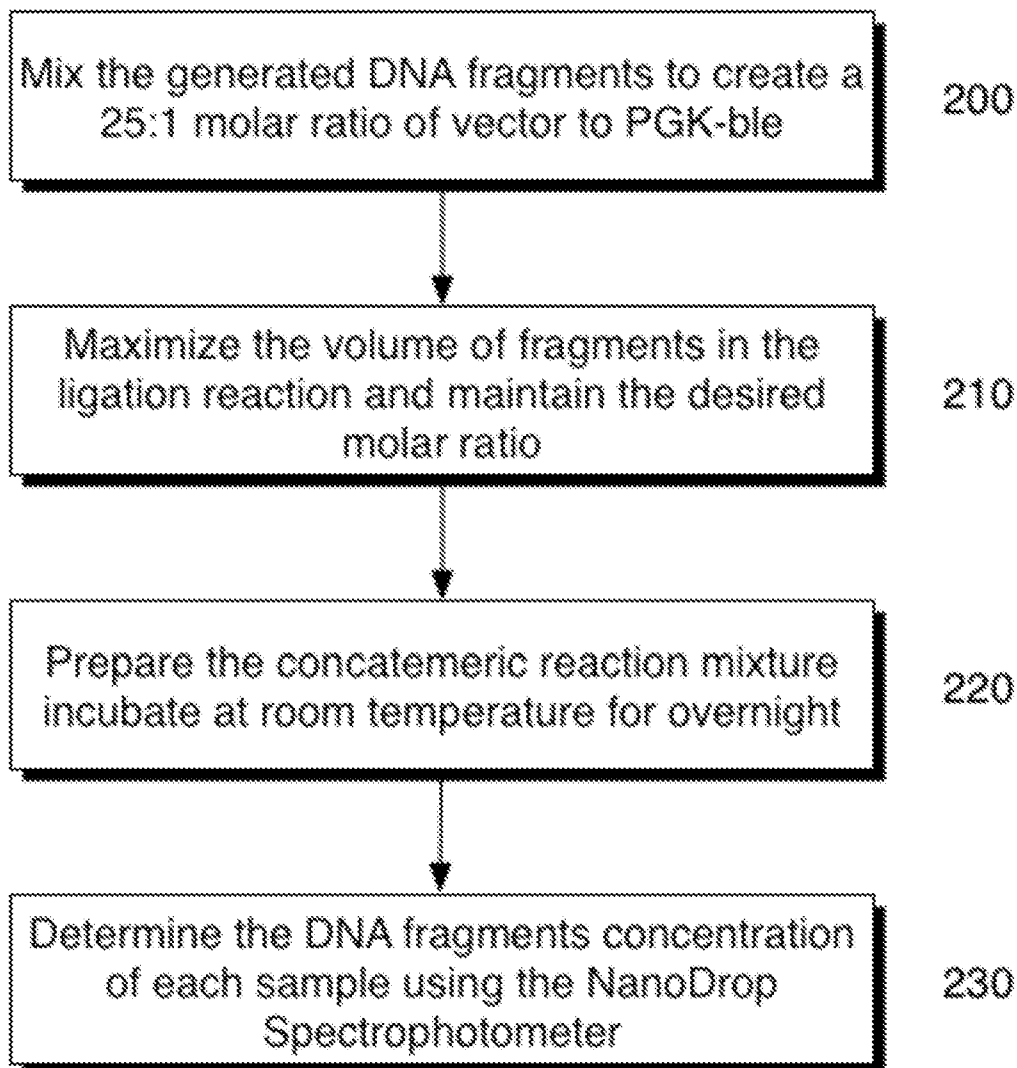 Mix the generated DNA fragments to create a
25:1 molar ratio of vector to PGK-ble
200
Maximize the volume of fragments in the
ligation reaction and maintain the desired
molar ratio
210
Prepare the concatemeric reaction mixture
incubate at room temperature for overnight
220
Determine the DNA fragments concentration
of each sample using the NanoDrop
Spectrophotometer
230